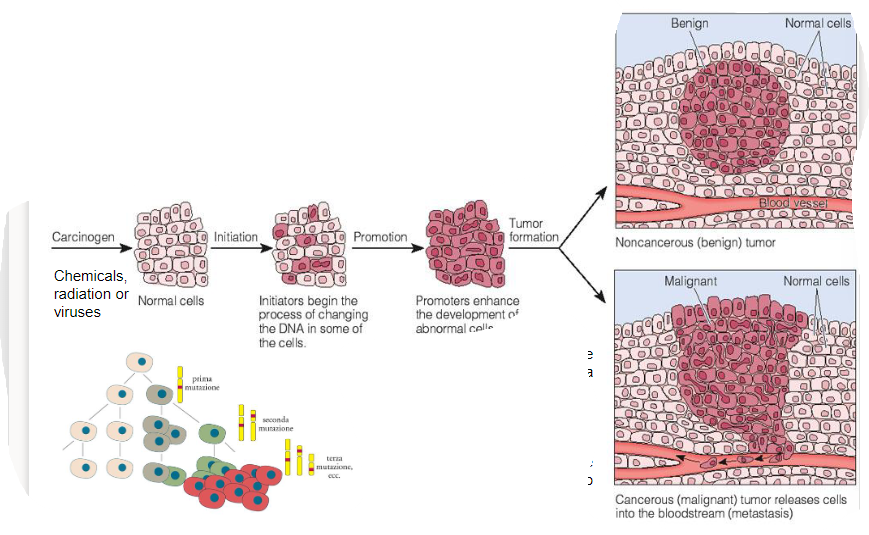 Benign
Normal cells
Blood vessel
Noncancerous (benign) tumor
Carcinogen
Initiation
Promotion
Tumor
formation
Chemicals,
radiation or
viruses
Normal cells
Initiators begin the
process of changing
the DNA in some of
the cells.
Promoters enhance
the development of
abnormal cells
Malignant
Normal cells
Cancerous (malignant) tumor releases cells
into the bloodstream (metastasis)
prima
mutazione
seconda
mutazione
terza
mutazione,
ecc.